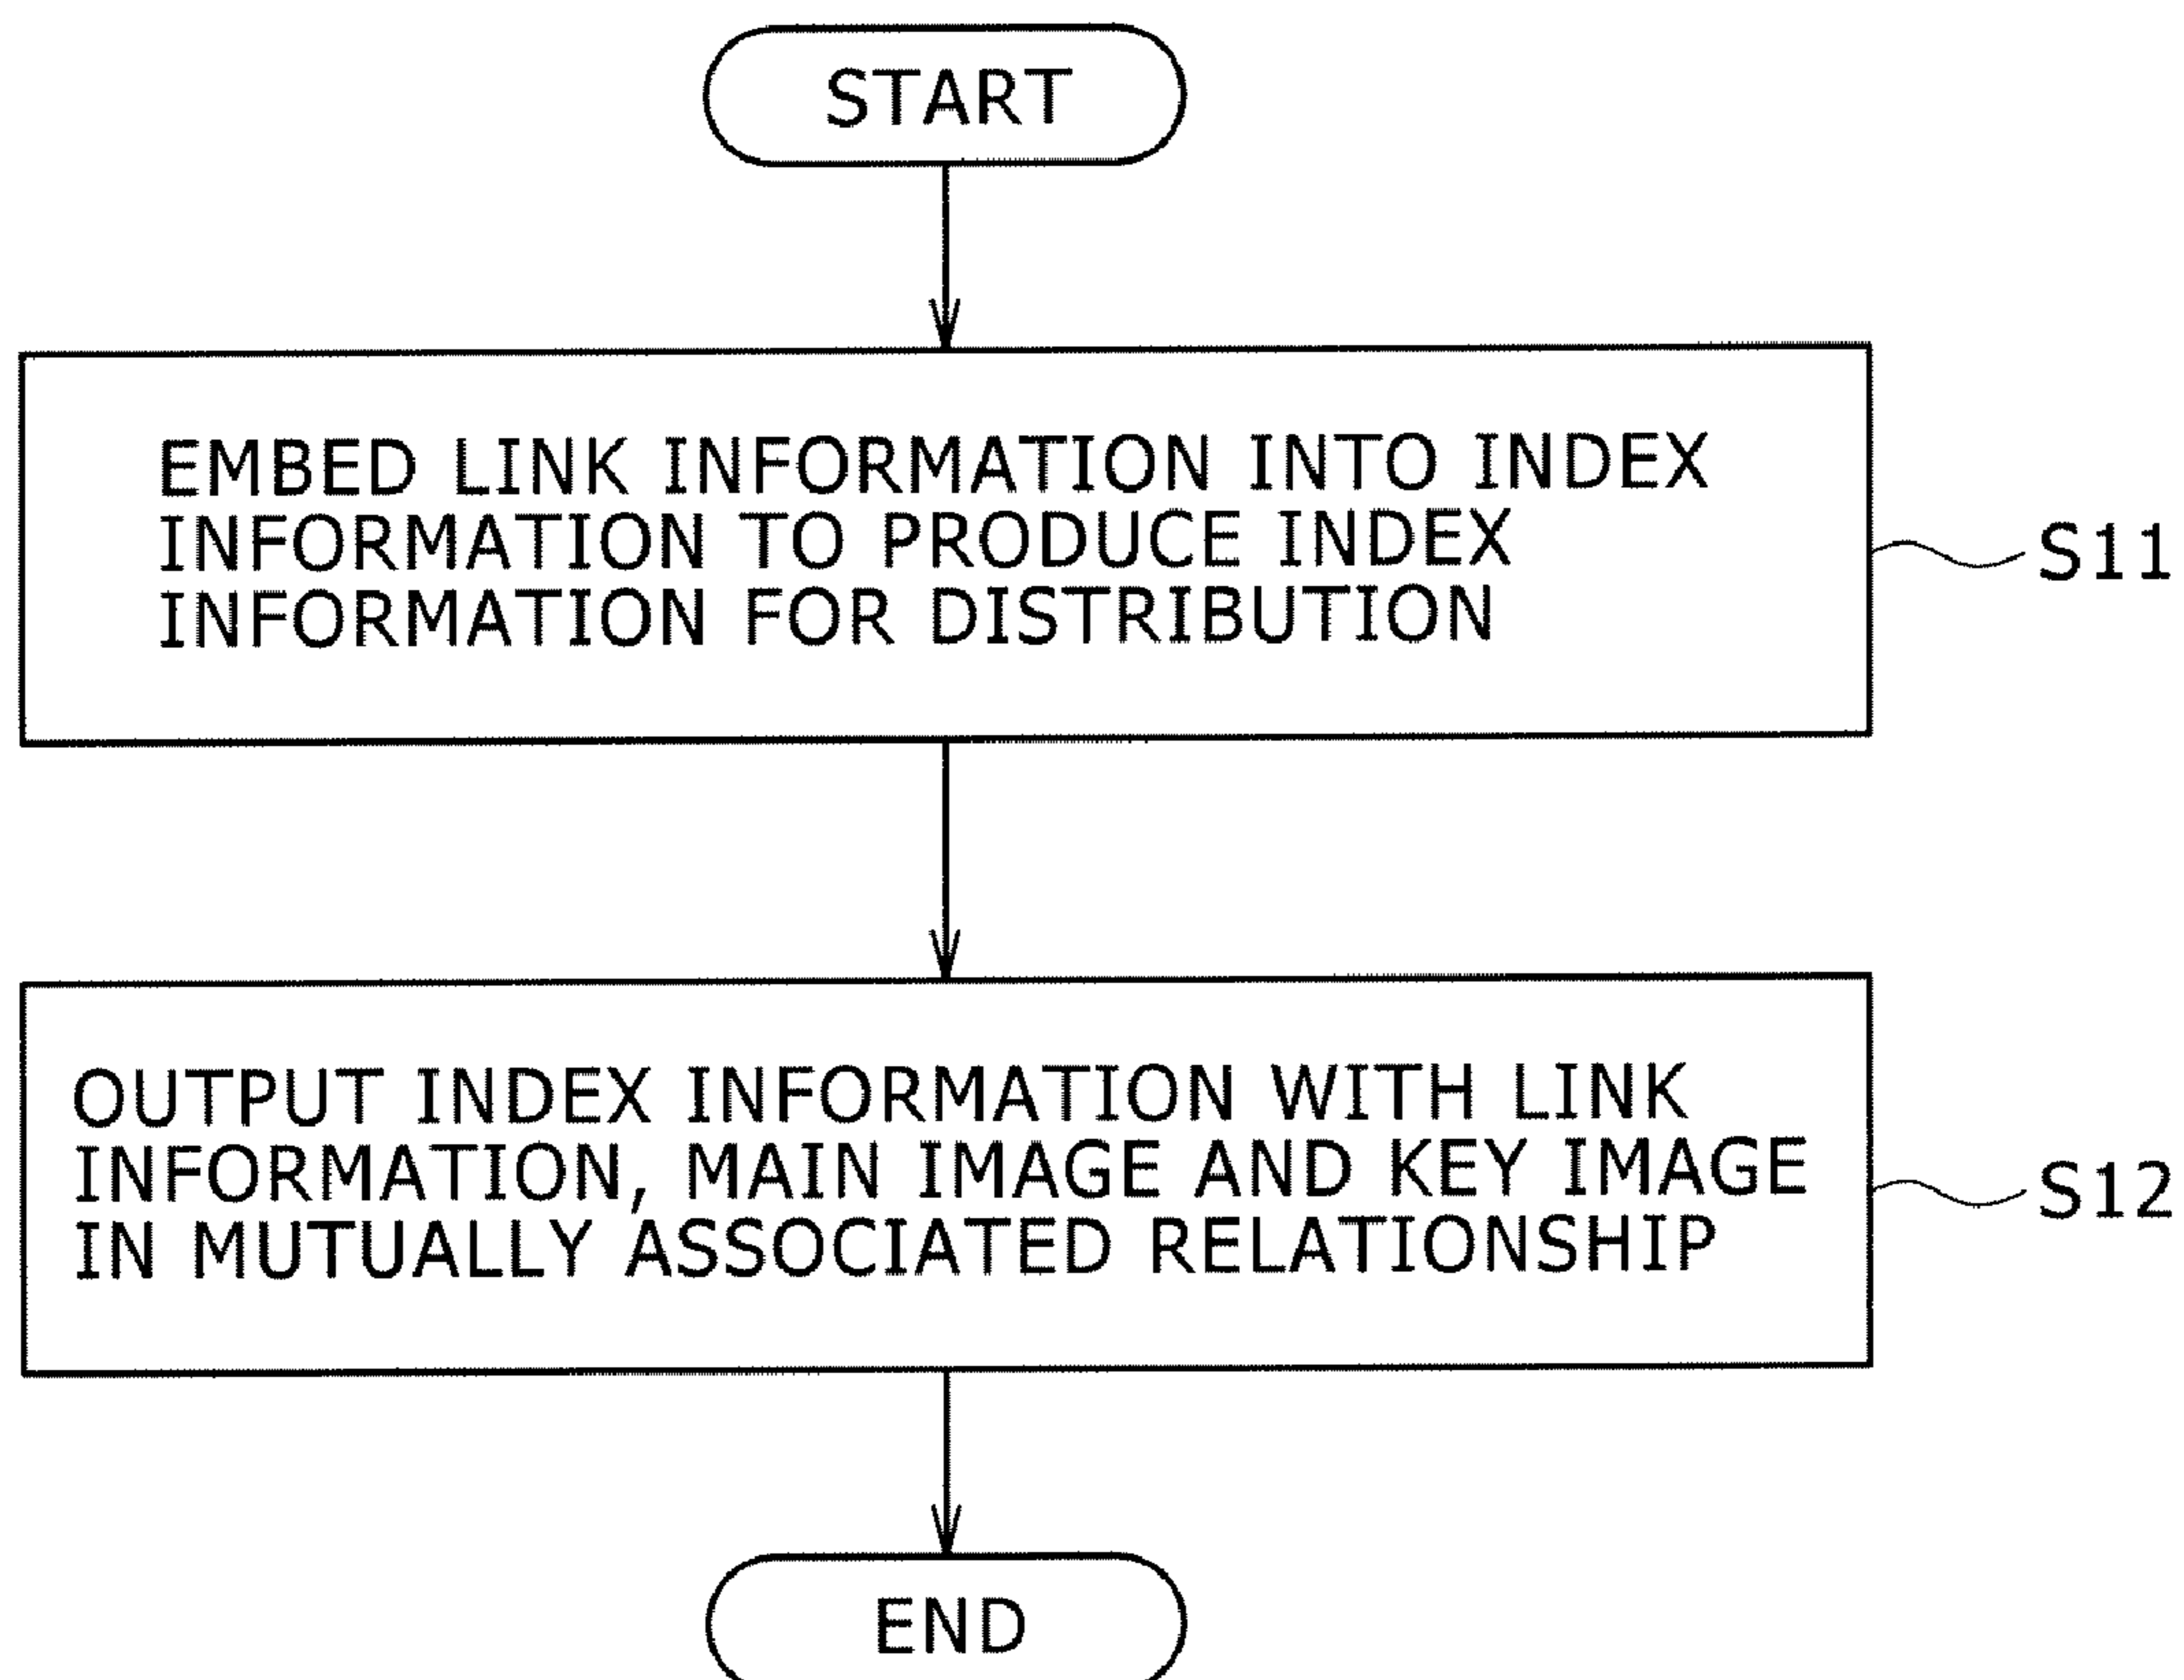 START
EMBED LINK INFORMATION INTO INDEX
INFORMATION TO PRODUCE INDEX
INFORMATION FOR DISTRIBUTION
S11
OUTPUT INDEX INFORMATION WITH LINK
INFORMATION, MAIN IMAGE AND KEY IMAGE
IN MUTUALLY ASSOCIATED RELATIONSHIP
S12
END